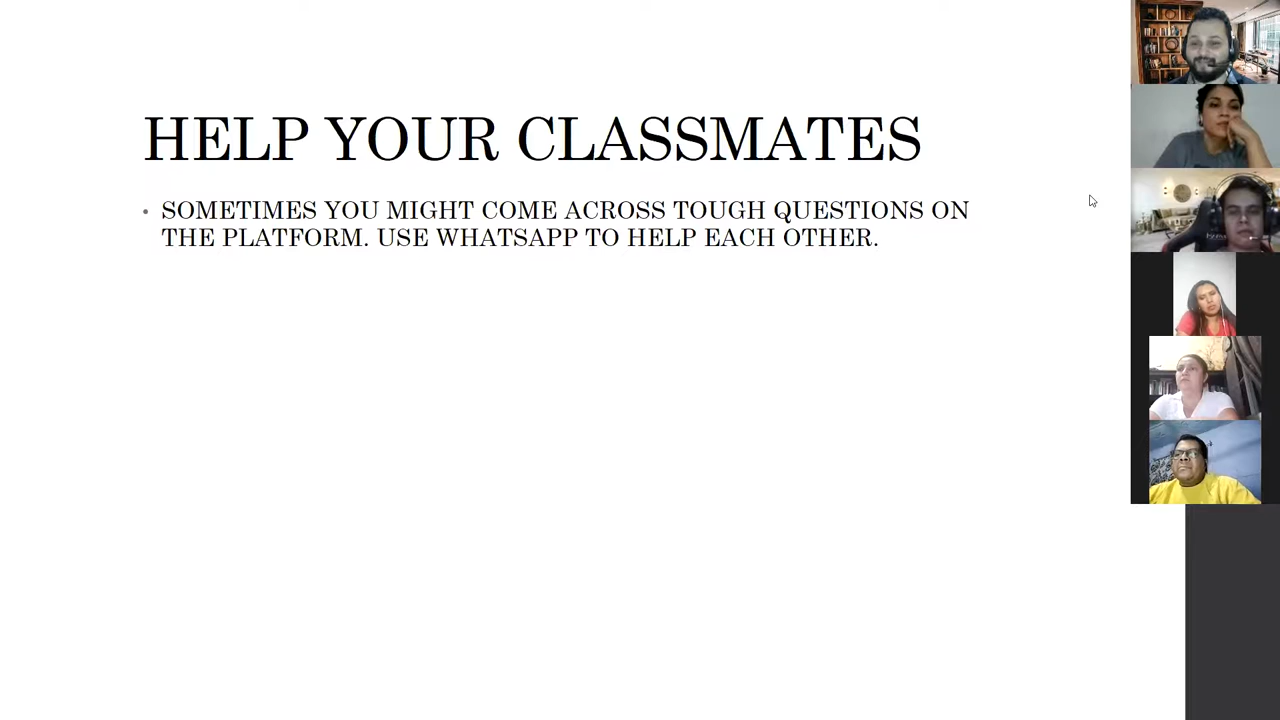 HELP YOUR CLASSMATES
• SOMETIMES YOU MIGHT COME ACROSS TOUGH QUESTIONS ON
THE PLATFORM. USE WHATSAPP TO HELP EACH OTHER.